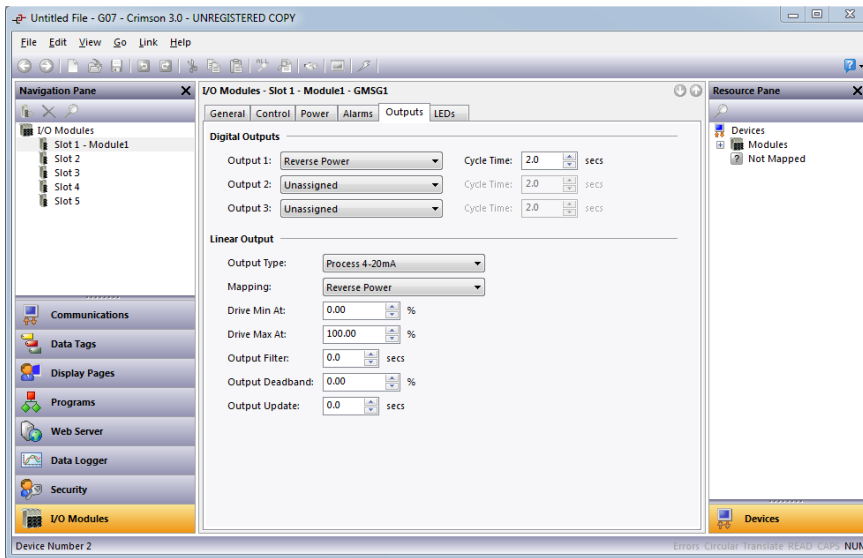 Untitled File - G07 - Crimson 3.0 - UNREGISTERED COPY
File Edit View Go Link Help
Navigation Pane
I/O Modules
Slot 1 - Module1
Slot 2
Slot 3
Slot 4
Slot 5
Communications
Data Tags
Display Pages
Programs
Web Server
Data Logger
Security
I/O Modules
I/O Modules - Slot 1 - Module1 - GMSG1
General Control Power Alarms Outputs LEDs
Digital Outputs
Output 1: Reverse Power Cycle Time: 2.0 secs
Output 2: Unassigned Cycle Time: 2.0 secs
Output 3: Unassigned Cycle Time: 2.0 secs
Linear Output
Output Type: Process 4-20mA
Mapping: Reverse Power
Drive Min At: 0.00 %
Drive Max At: 100.00 %
Output Filter: 0.0 secs
Output Deadband: 0.00 %
Output Update: 0.0 secs
Resource Pane
Devices
Modules
Not Mapped
Devices
Device Number 2
Errors Circular Translate READ CAPS NUM